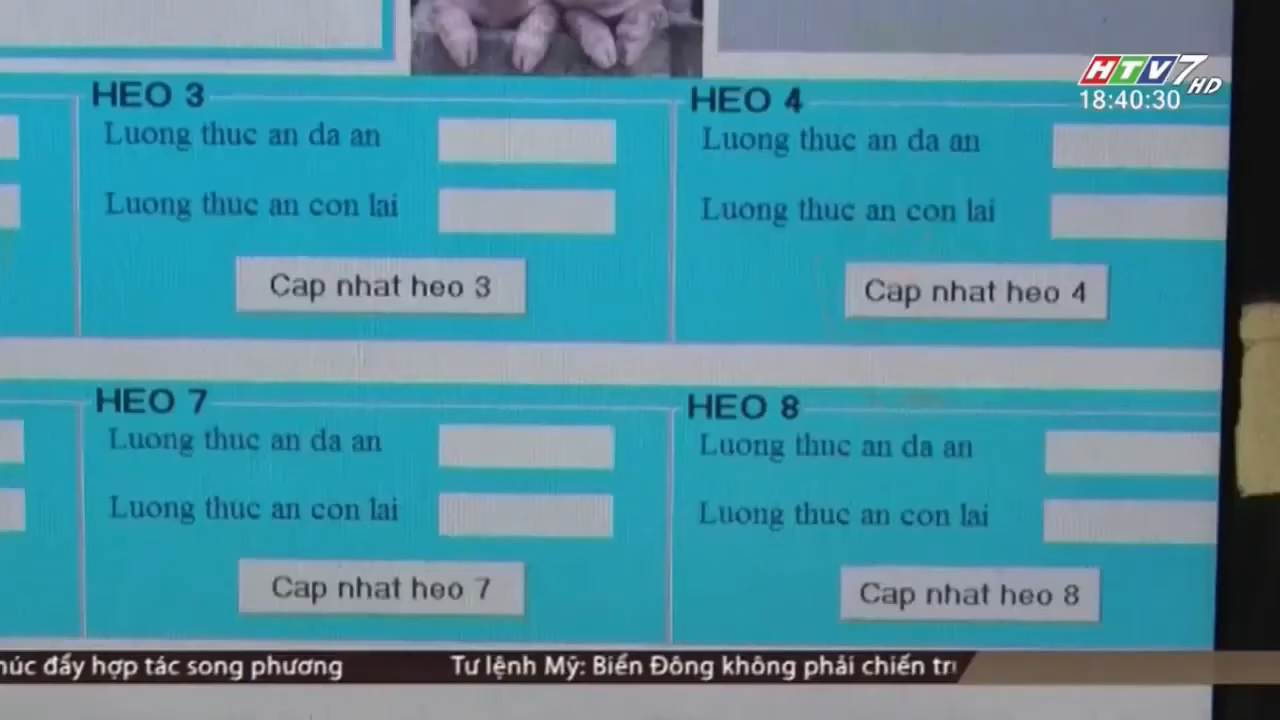 HTV7 HD
18:40:30
HEO 3
Luong thuc an da an
Luong thuc an con lai
Cap nhat heo 3
HEO 4
Luong thuc an da an
Luong thuc an con lai
Cap nhat heo 4
HEO 7
Luong thuc an da an
Luong thuc an con lai
Cap nhat heo 7
HEO 8
Luong thuc an da an
Luong thuc an con lai
Cap nhat heo 8
đẩy hợp tác song phương
Tư lệnh Mỹ: Biển Đông không phải chiến